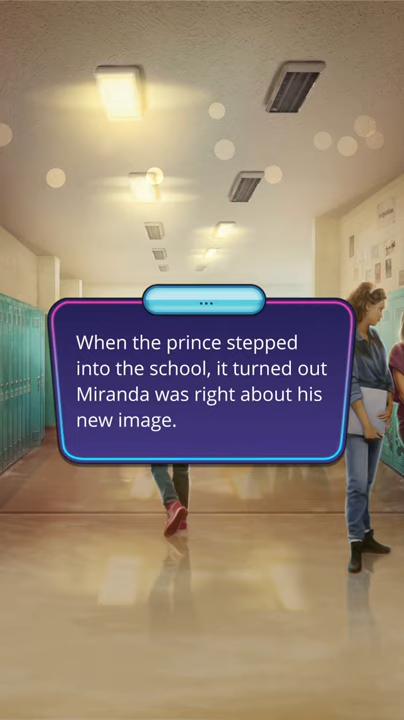 ...
When the prince stepped
into the school, it turned out
Miranda was right about his
new image.